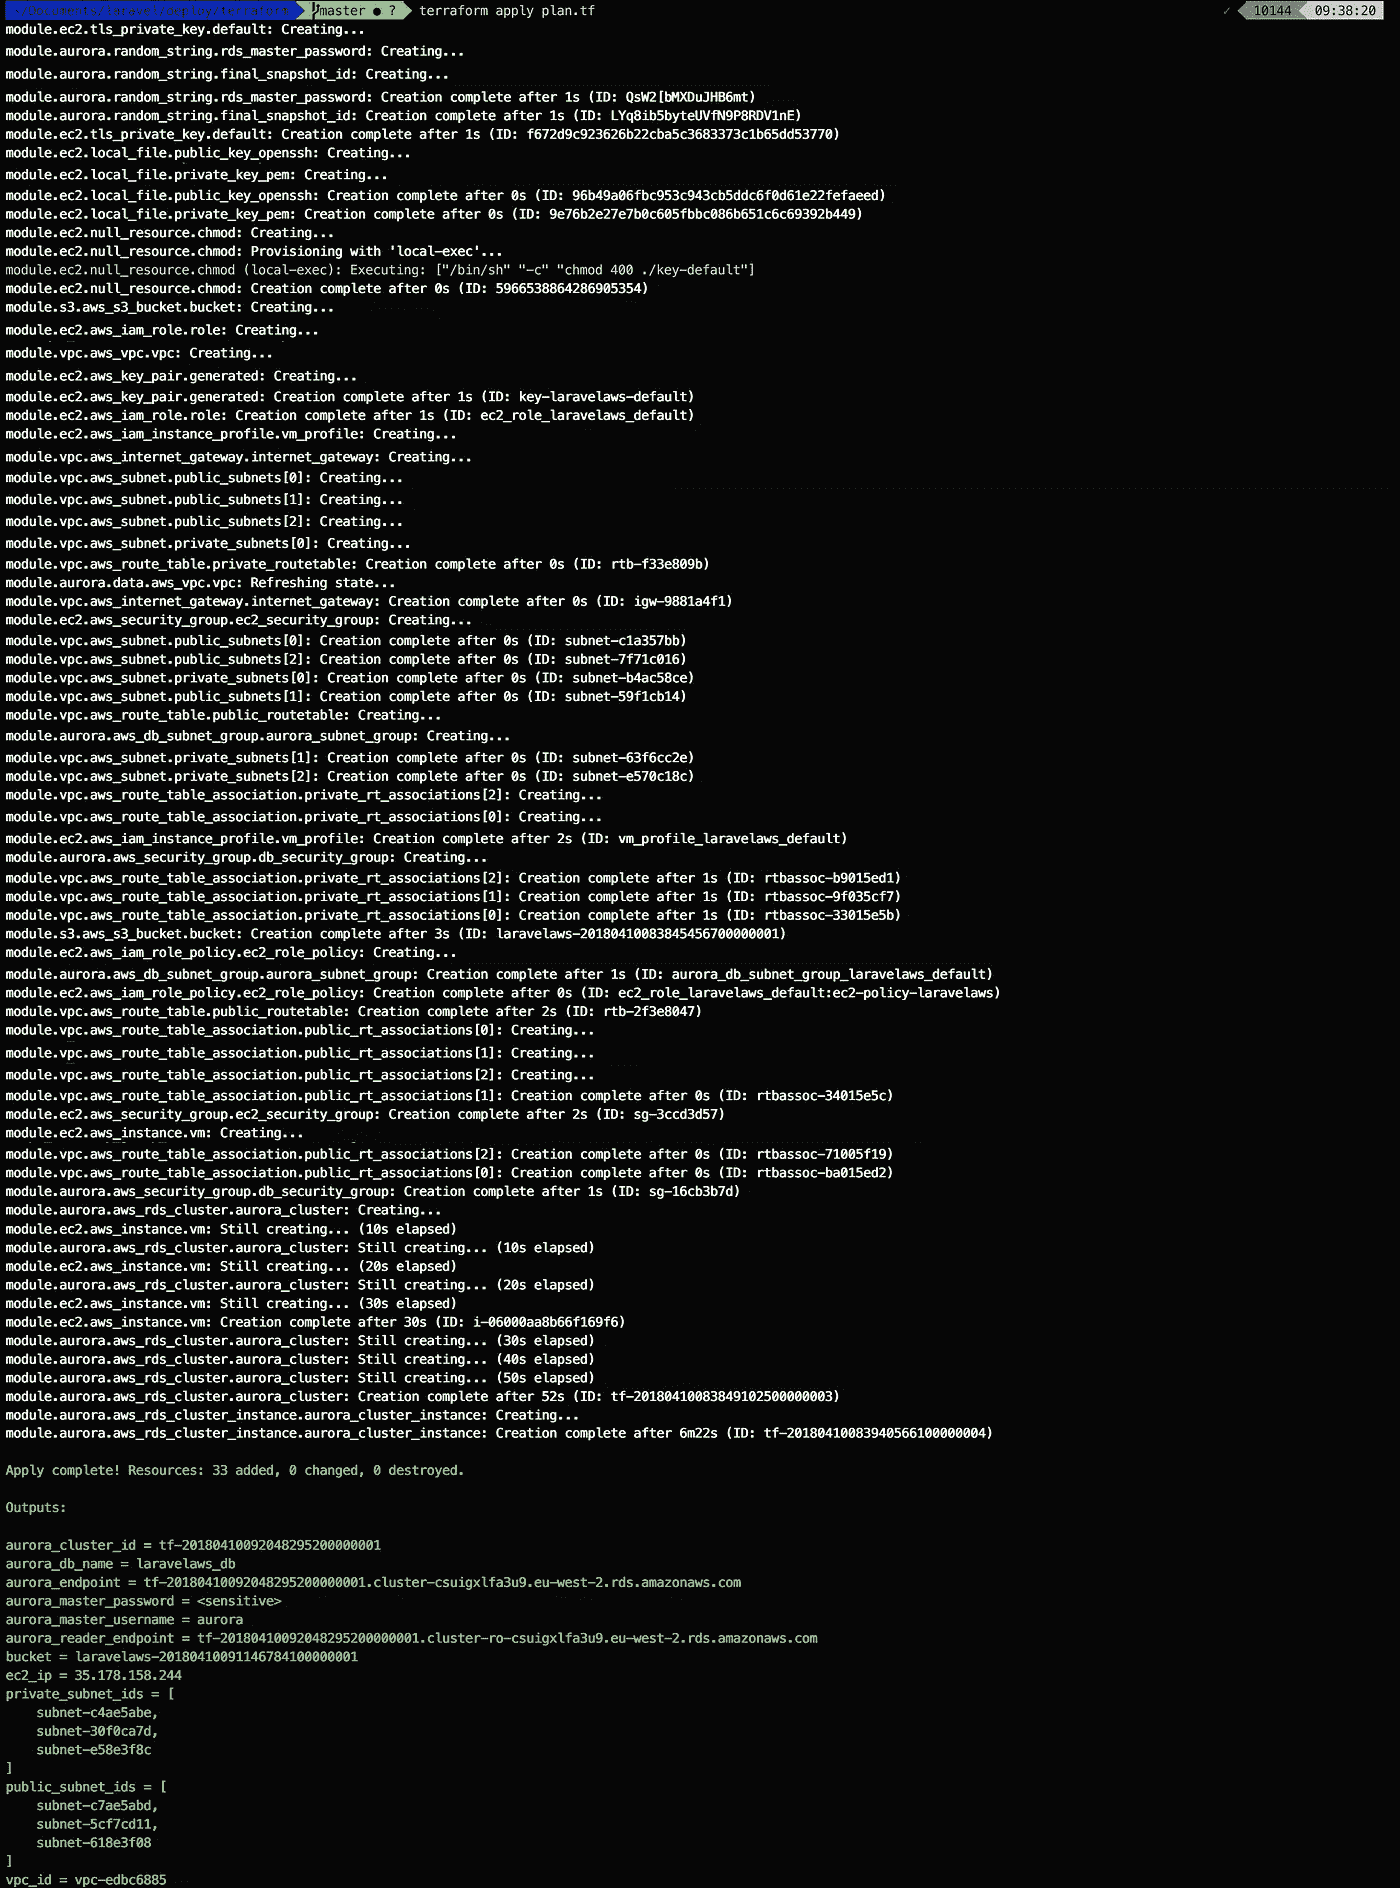 master ● ? terraform apply plan.tf ✓ 10144 09:38:20
module.ec2.tls_private_key.default: Creating...
module.aurora.random_string.rds_master_password: Creating...
module.aurora.random_string.final_snapshot_id: Creating...
module.aurora.random_string.rds_master_password: Creation complete after 1s (ID: QsW2[bMXDuJHB6mt)
module.aurora.random_string.final_snapshot_id: Creation complete after 1s (ID: LYq8ib5byteUVfN9P8RDV1nE)
module.ec2.tls_private_key.default: Creation complete after 1s (ID: f672d9c923626b22cba5c3683373c1b65dd53770)
module.ec2.local_file.public_key_openssh: Creating...
module.ec2.local_file.private_key_pem: Creating...
module.ec2.local_file.public_key_openssh: Creation complete after 0s (ID: 96b49a06fbc953c943cb5ddc6f0d61e22fefaeed)
module.ec2.local_file.private_key_pem: Creation complete after 0s (ID: 9e76b2e27e7b0c605fbbc086b651c6c69392b449)
module.ec2.null_resource.chmod: Creating...
module.ec2.null_resource.chmod: Provisioning with 'local-exec'...
module.ec2.null_resource.chmod (local-exec): Executing: ["/bin/sh" "-c" "chmod 400 ./key-default"]
module.ec2.null_resource.chmod: Creation complete after 0s (ID: 5966538864286905354)
module.s3.aws_s3_bucket.bucket: Creating...
module.ec2.aws_iam_role.role: Creating...
module.vpc.aws_vpc.vpc: Creating...
module.ec2.aws_key_pair.generated: Creating...
module.ec2.aws_key_pair.generated: Creation complete after 1s (ID: key-laravelaws-default)
module.ec2.aws_iam_role.role: Creation complete after 1s (ID: ec2_role_laravelaws_default)
module.ec2.aws_iam_instance_profile.vm_profile: Creating...
module.vpc.aws_internet_gateway.internet_gateway: Creating...
module.vpc.aws_subnet.public_subnets[0]: Creating...
module.vpc.aws_subnet.public_subnets[1]: Creating...
module.vpc.aws_subnet.public_subnets[2]: Creating...
module.vpc.aws_subnet.private_subnets[0]: Creating...
module.vpc.aws_route_table.private_routetable: Creation complete after 0s (ID: rtb-f33e809b)
module.aurora.data.aws_vpc.vpc: Refreshing state...
module.vpc.aws_internet_gateway.internet_gateway: Creation complete after 0s (ID: igw-9881a4f1)
module.ec2.aws_security_group.ec2_security_group: Creating...
module.vpc.aws_subnet.public_subnets[0]: Creation complete after 0s (ID: subnet-c1a357bb)
module.vpc.aws_subnet.public_subnets[2]: Creation complete after 0s (ID: subnet-7f71c016)
module.vpc.aws_subnet.private_subnets[0]: Creation complete after 0s (ID: subnet-b4ac58ce)
module.vpc.aws_subnet.public_subnets[1]: Creation complete after 0s (ID: subnet-59f1cb14)
module.vpc.aws_route_table.public_routetable: Creating...
module.aurora.aws_db_subnet_group.aurora_subnet_group: Creating...
module.vpc.aws_subnet.private_subnets[1]: Creation complete after 0s (ID: subnet-63f6cc2e)
module.vpc.aws_subnet.private_subnets[2]: Creation complete after 0s (ID: subnet-e570c18c)
module.vpc.aws_route_table_association.private_rt_associations[2]: Creating...
module.vpc.aws_route_table_association.private_rt_associations[0]: Creating...
module.ec2.aws_iam_instance_profile.vm_profile: Creation complete after 2s (ID: vm_profile_laravelaws_default)
module.aurora.aws_security_group.db_security_group: Creating...
module.vpc.aws_route_table_association.private_rt_associations[2]: Creation complete after 1s (ID: rtbassoc-b9015ed1)
module.vpc.aws_route_table_association.private_rt_associations[1]: Creation complete after 1s (ID: rtbassoc-9f035cf7)
module.vpc.aws_route_table_association.private_rt_associations[0]: Creation complete after 1s (ID: rtbassoc-33015e5b)
module.s3.aws_s3_bucket.bucket: Creation complete after 3s (ID: laravelaws-20180410083845456700000001)
module.ec2.aws_iam_role_policy.ec2_role_policy: Creating...
module.aurora.aws_db_subnet_group.aurora_subnet_group: Creation complete after 1s (ID: aurora_db_subnet_group_laravelaws_default)
module.ec2.aws_iam_role_policy.ec2_role_policy: Creation complete after 0s (ID: ec2_role_laravelaws_default:ec2-policy-laravelaws)
module.vpc.aws_route_table.public_routetable: Creation complete after 2s (ID: rtb-2f3e8047)
module.vpc.aws_route_table_association.public_rt_associations[0]: Creating...
module.vpc.aws_route_table_association.public_rt_associations[1]: Creating...
module.vpc.aws_route_table_association.public_rt_associations[2]: Creating...
module.vpc.aws_route_table_association.public_rt_associations[1]: Creation complete after 0s (ID: rtbassoc-34015e5c)
module.ec2.aws_security_group.ec2_security_group: Creation complete after 2s (ID: sg-3ccd3d57)
module.ec2.aws_instance.vm: Creating...
module.vpc.aws_route_table_association.public_rt_associations[2]: Creation complete after 0s (ID: rtbassoc-71005f19)
module.vpc.aws_route_table_association.public_rt_associations[0]: Creation complete after 0s (ID: rtbassoc-ba015ed2)
module.aurora.aws_security_group.db_security_group: Creation complete after 1s (ID: sg-16cb3b7d)
module.aurora.aws_rds_cluster.aurora_cluster: Creating...
module.ec2.aws_instance.vm: Still creating... (10s elapsed)
module.aurora.aws_rds_cluster.aurora_cluster: Still creating... (10s elapsed)
module.ec2.aws_instance.vm: Still creating... (20s elapsed)
module.aurora.aws_rds_cluster.aurora_cluster: Still creating... (20s elapsed)
module.ec2.aws_instance.vm: Still creating... (30s elapsed)
module.ec2.aws_instance.vm: Creation complete after 30s (ID: i-06000aa8b66f169f6)
module.aurora.aws_rds_cluster.aurora_cluster: Still creating... (30s elapsed)
module.aurora.aws_rds_cluster.aurora_cluster: Still creating... (40s elapsed)
module.aurora.aws_rds_cluster.aurora_cluster: Still creating... (50s elapsed)
module.aurora.aws_rds_cluster.aurora_cluster: Creation complete after 52s (ID: tf-20180410083849102500000003)
module.aurora.aws_rds_cluster_instance.aurora_cluster_instance: Creating...
module.aurora.aws_rds_cluster_instance.aurora_cluster_instance: Creation complete after 6m22s (ID: tf-20180410083940566100000004)
Apply complete! Resources: 33 added, 0 changed, 0 destroyed.
Outputs:
aurora_cluster_id = tf-20180410092048295200000001
aurora_db_name = laravelaws_db
aurora_endpoint = tf-20180410092048295200000001.cluster-csuigxlfa3u9.eu-west-2.rds.amazonaws.com
aurora_master_password = <sensitive>
aurora_master_username = aurora
aurora_reader_endpoint = tf-20180410092048295200000001.cluster-ro-csuigxlfa3u9.eu-west-2.rds.amazonaws.com
bucket = laravelaws-20180410091146784100000001
ec2_ip = 35.178.158.244
private_subnet_ids = [
subnet-c4ae5abe,
subnet-30f0ca7d,
subnet-e58e3f8c
]
public_subnet_ids = [
subnet-c7ae5abd,
subnet-5cf7cd11,
subnet-618e3f08
]
vpc_id = vpc-edbc6885